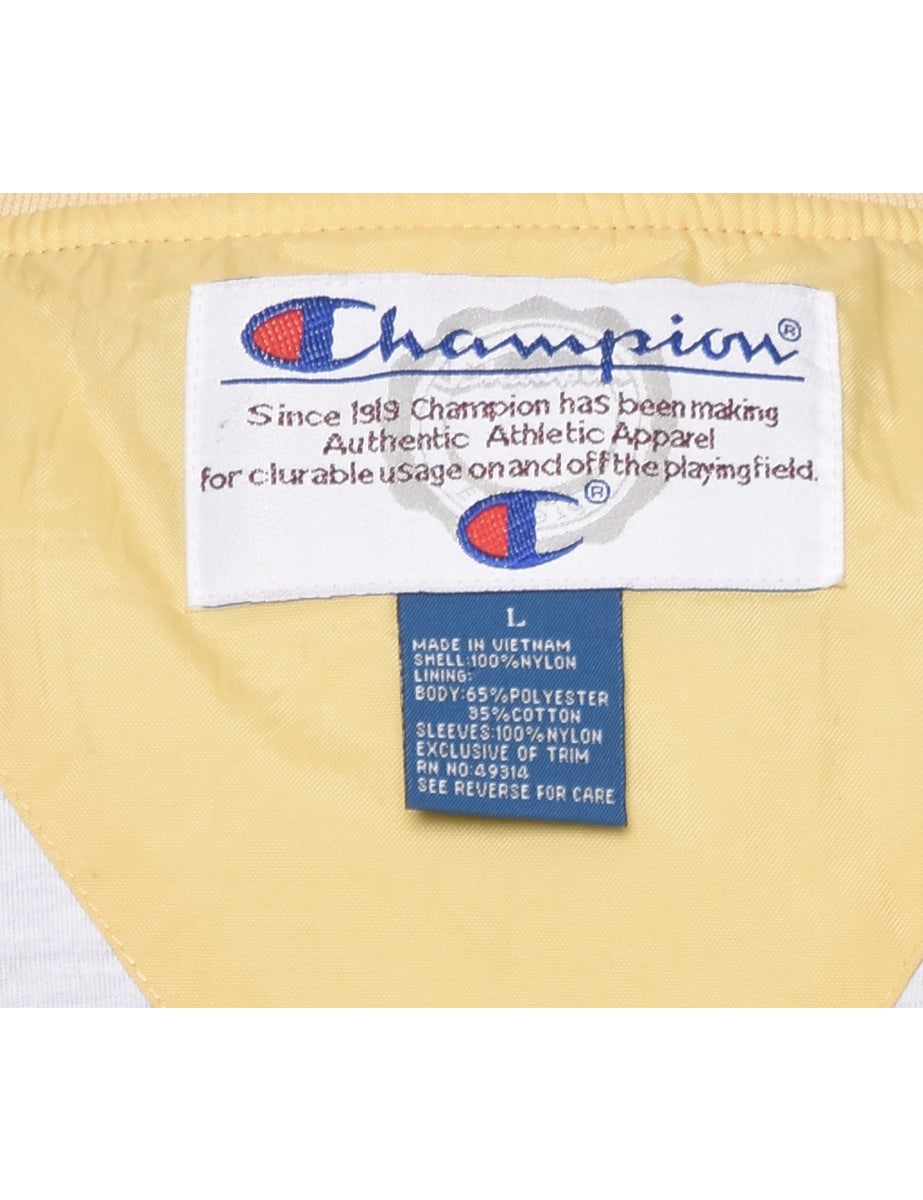 Champion®
Since 1919 Champion has been making
Authentic Athletic Apparel
for durable usage on and off the playing field.
®
L
MADE IN VIETNAM
SHELL:100%NYLON
LINING:
BODY:65%POLYESTER
35%COTTON
SLEEVES:100%NYLON
EXCLUSIVE OF TRIM
RN NO:49314
SEE REVERSE FOR CARE